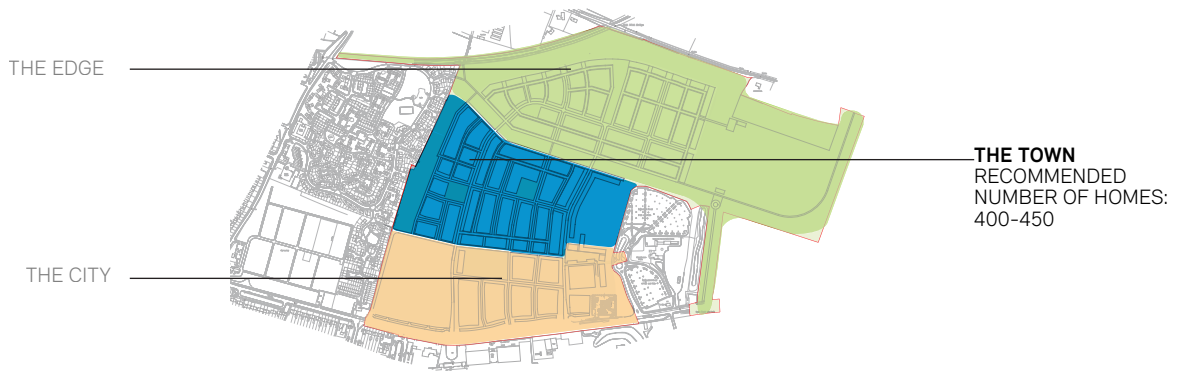 THE EDGE
THE TOWN
RECOMMENDED
NUMBER OF HOMES:
400-450
THE CITY